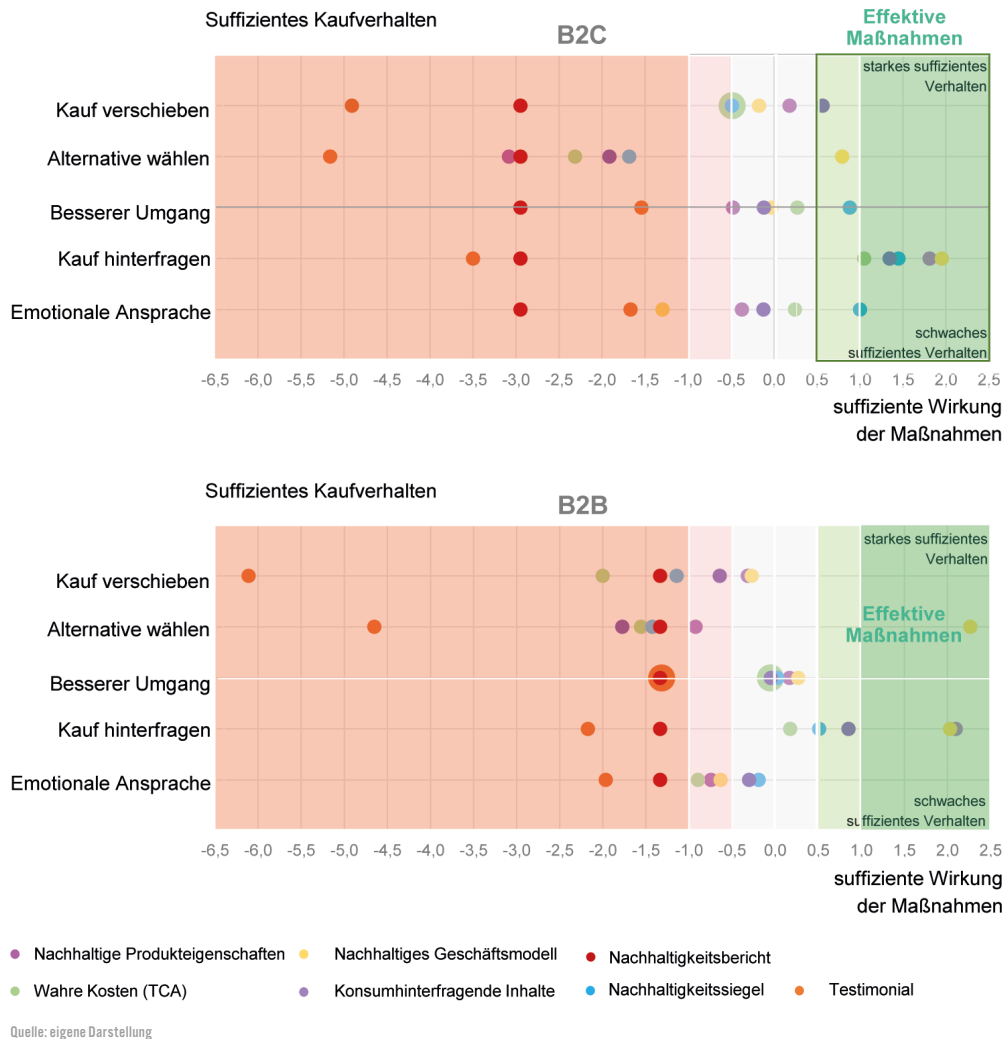 Suffizientes Kaufverhalten
B2C
Effektive
Maßnahmen
starkes suffizientes
Verhalten
Kauf verschieben
Alternative wählen
Besserer Umgang
Kauf hinterfragen
Emotionale Ansprache
schwaches
suffizientes Verhalten
-6,5 -6,0 -5,5 -5,0 -4,5 -4,0 -3,5 -3,0 -2,5 -2,0 -1,5 -1,0 -0,5 0,0 0,5 1,0 1,5 2,0 2,5
suffiziente Wirkung
der Maßnahmen
Suffizientes Kaufverhalten
B2B
starkes suffizientes
Verhalten
Kauf verschieben
Effektive
Maßnahmen
Alternative wählen
Besserer Umgang
Kauf hinterfragen
Emotionale Ansprache
schwaches
suffizientes Verhalten
-6,5 -6,0 -5,5 -5,0 -4,5 -4,0 -3,5 -3,0 -2,5 -2,0 -1,5 -1,0 -0,5 0,0 0,5 1,0 1,5 2,0 2,5
suffiziente Wirkung
der Maßnahmen
Nachhaltige Produkteigenschaften Nachhaltiges Geschäftsmodell Nachhaltigkeitsbericht
Wahre Kosten (TCA) Konsumhinterfragende Inhalte Nachhaltigkeitssiegel Testimonial
Quelle: eigene Darstellung